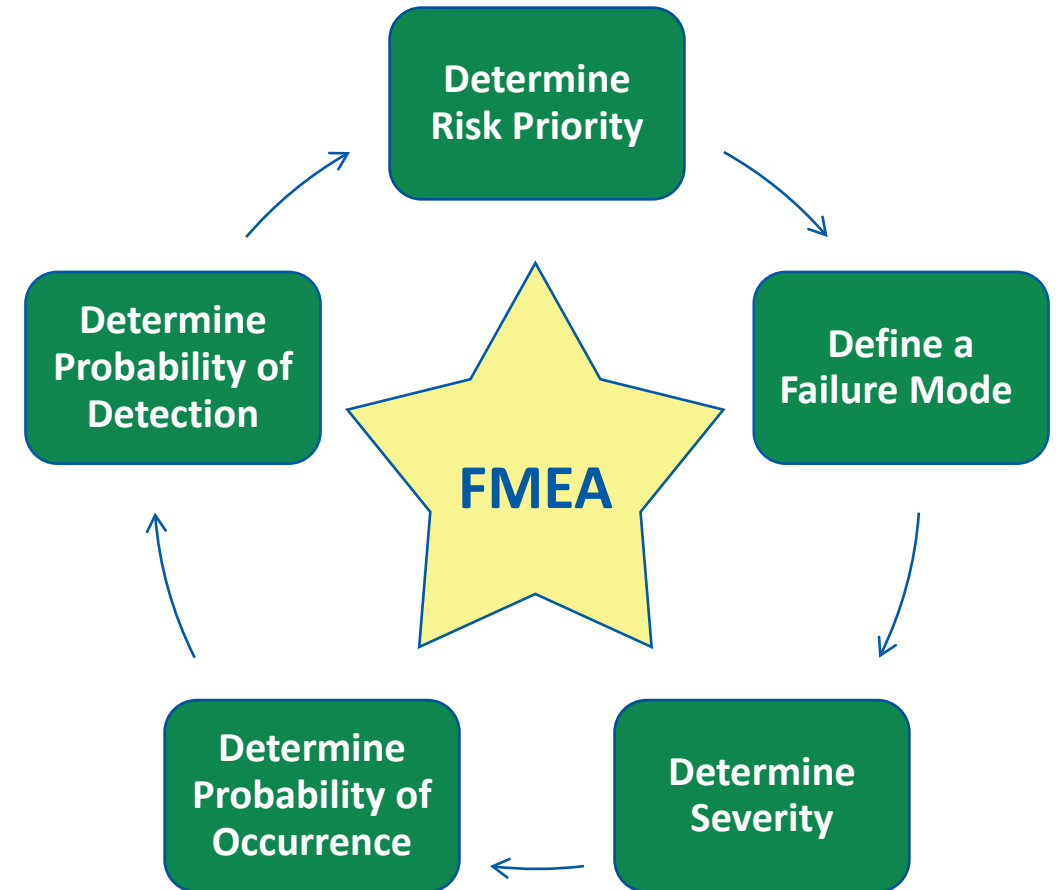 Determine
Risk Priority
Define a
Failure Mode
Determine
Severity
Determine
Probability of
Occurrence
Determine
Probability of
Detection
FMEA